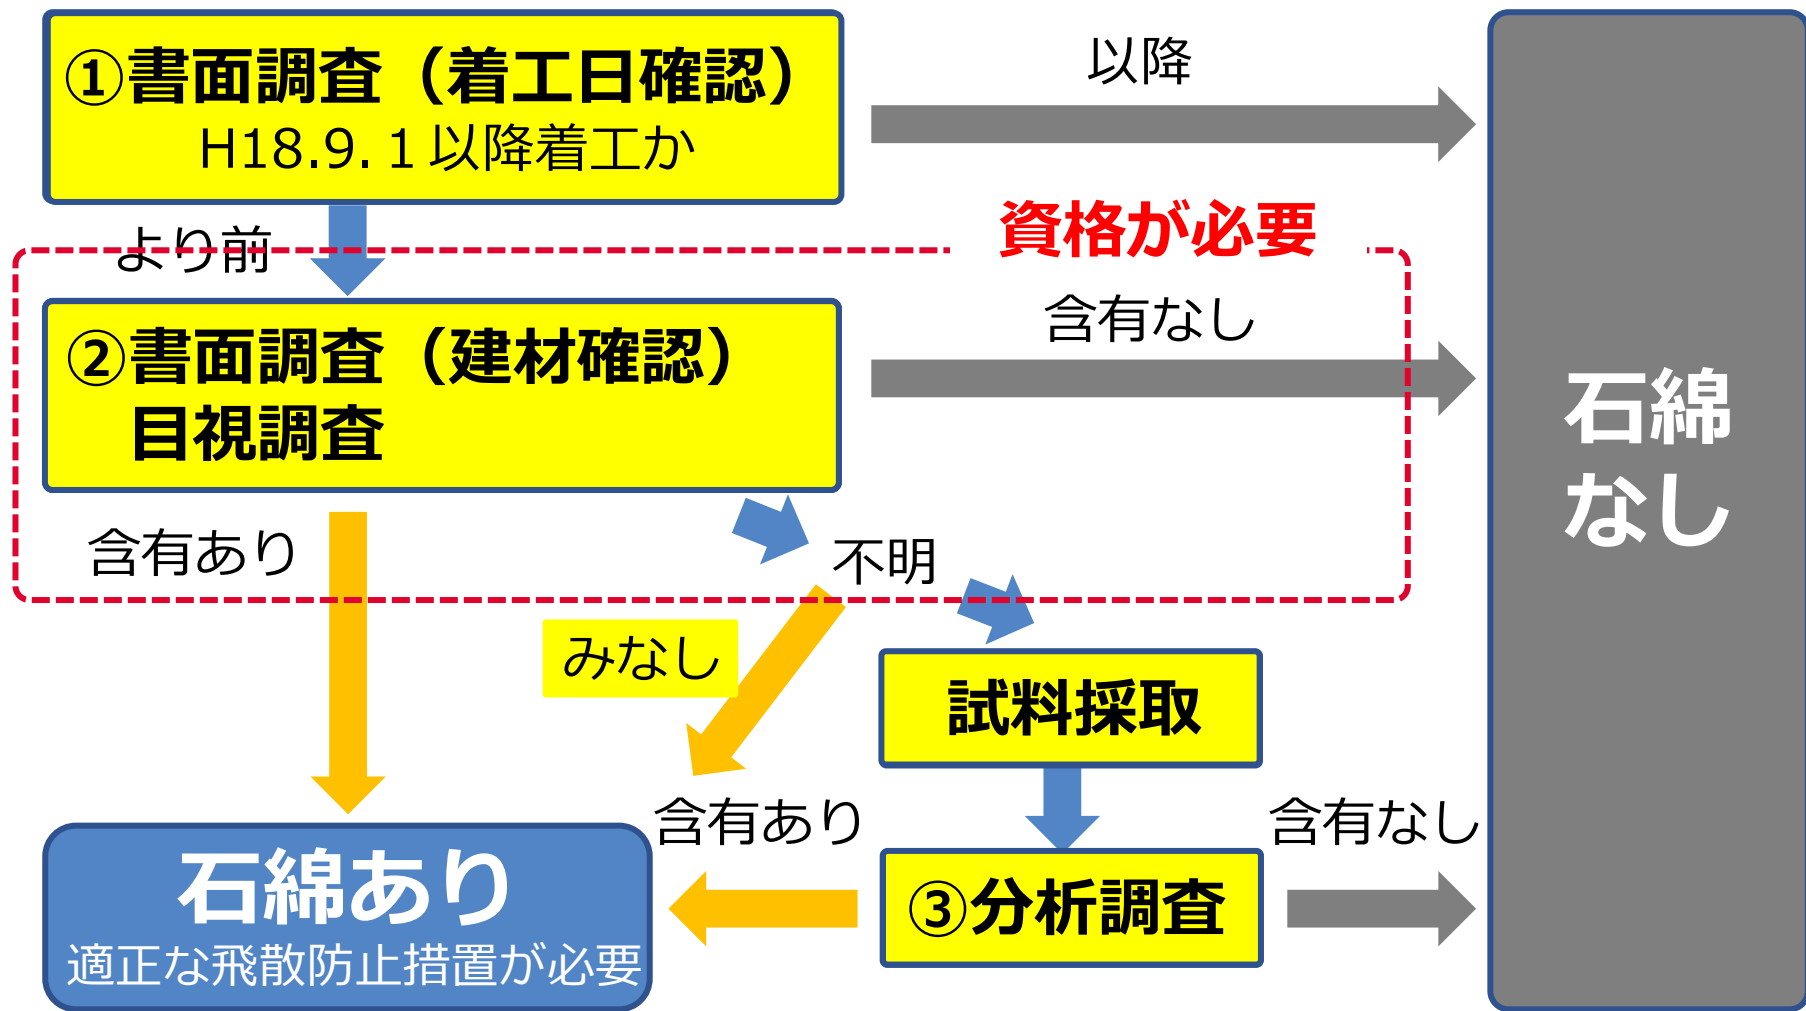 ①書面調査（着工日確認）
H18.9.１以降着工か
以降
より前
資格が必要
②書面調査（建材確認）
目視調査
含有なし
石綿
なし
含有あり
不明
みなし
試料採取
含有あり
含有なし
③分析調査
石綿あり
適正な飛散防止措置が必要